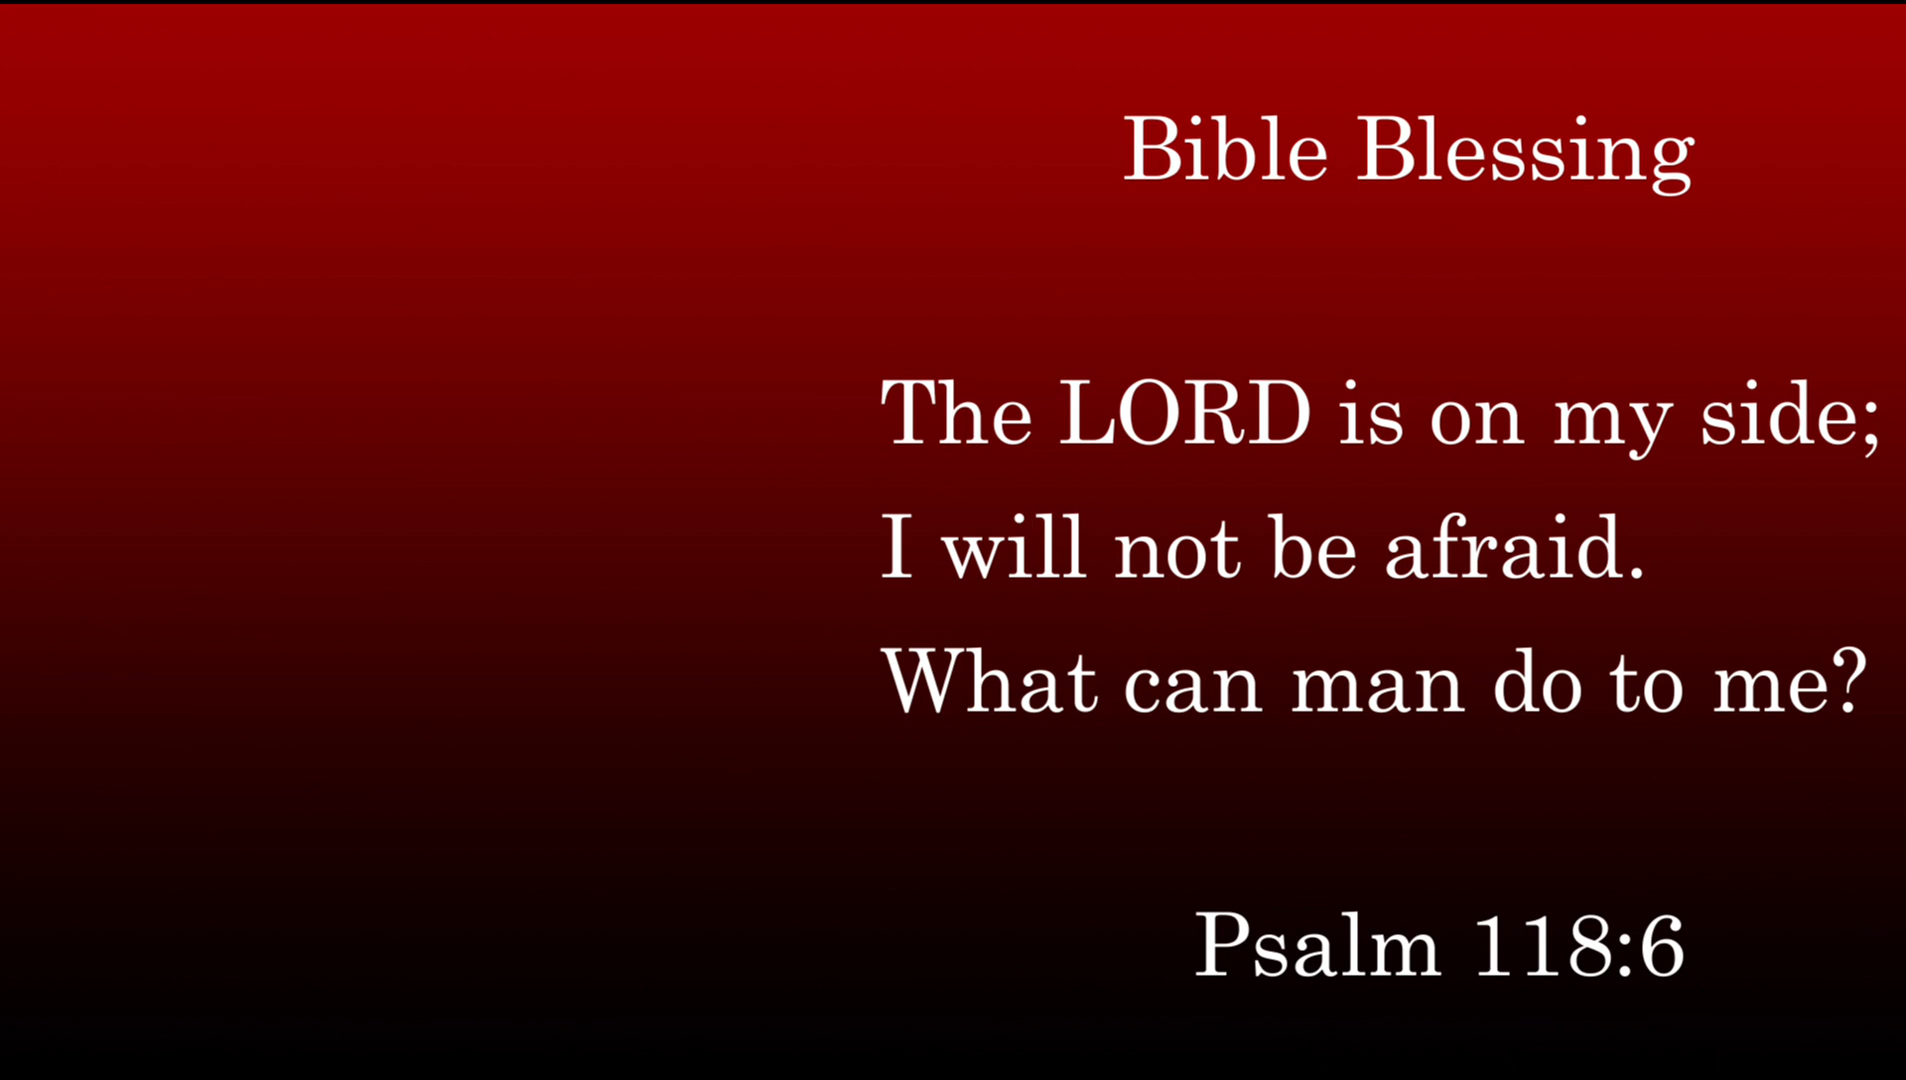 Bible Blessing
The LORD is on my side;
I will not be afraid.
What can man do to me?
Psalm 118:6